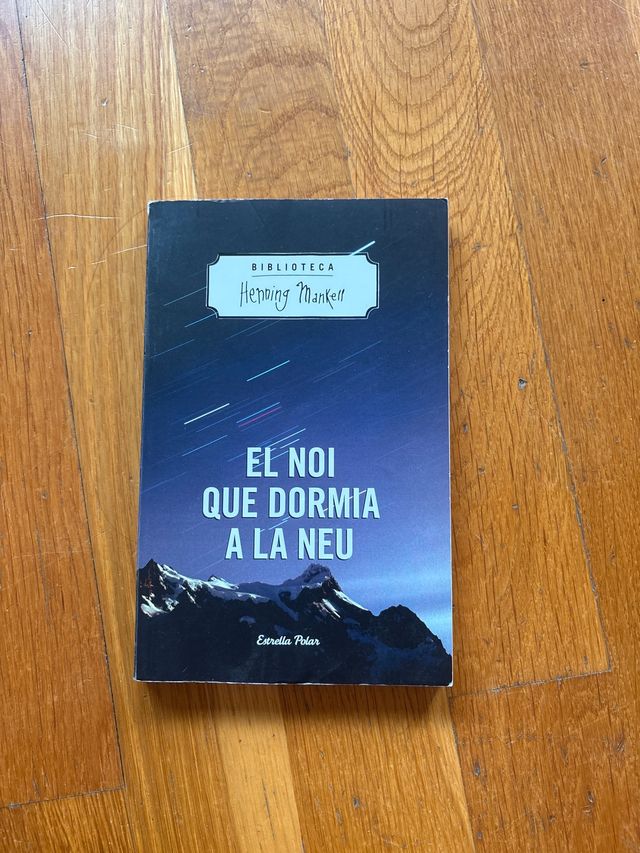 BIBLIOTECA
Henning Mankell
EL NOI
QUE DORMIA
A LA NEU
Estrella Polar